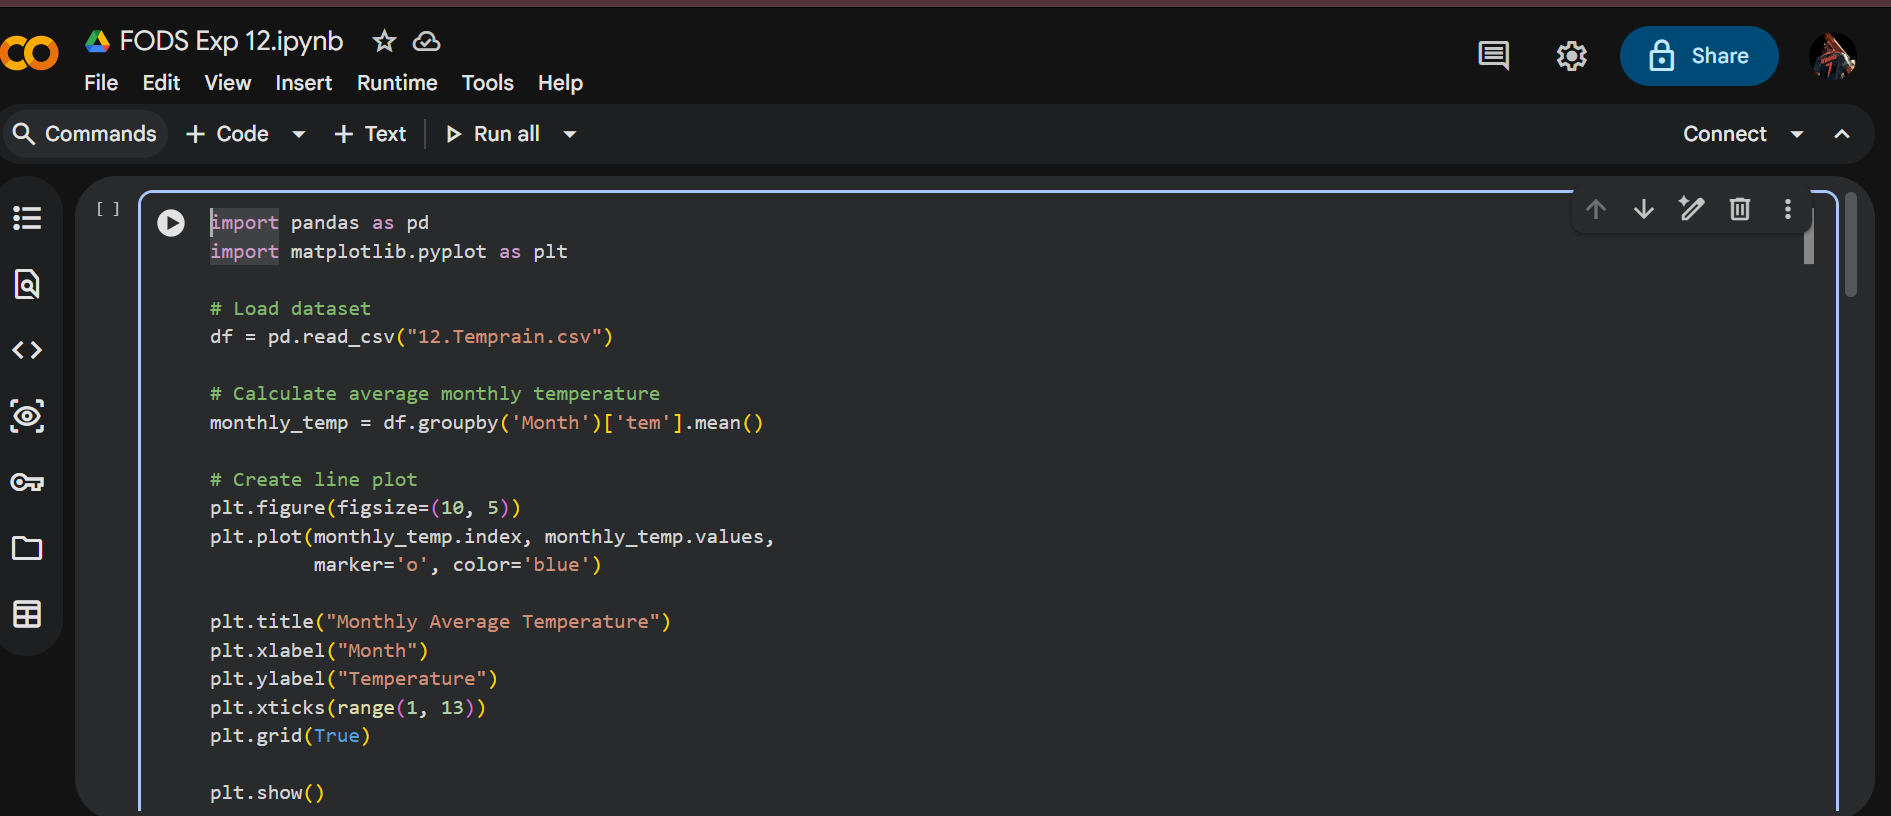 FODS Exp 12.ipynb
File Edit View Insert Runtime Tools Help
Share
Commands + Code + Text Run all
Connect
[ ]
import pandas as pd
import matplotlib.pyplot as plt
# Load dataset
df = pd.read_csv("12.Temprain.csv")
# Calculate average monthly temperature
monthly_temp = df.groupby('Month')['tem'].mean()
# Create line plot
plt.figure(figsize=(10, 5))
plt.plot(monthly_temp.index, monthly_temp.values,
marker='o', color='blue')
plt.title("Monthly Average Temperature")
plt.xlabel("Month")
plt.ylabel("Temperature")
plt.xticks(range(1, 13))
plt.grid(True)
plt.show()